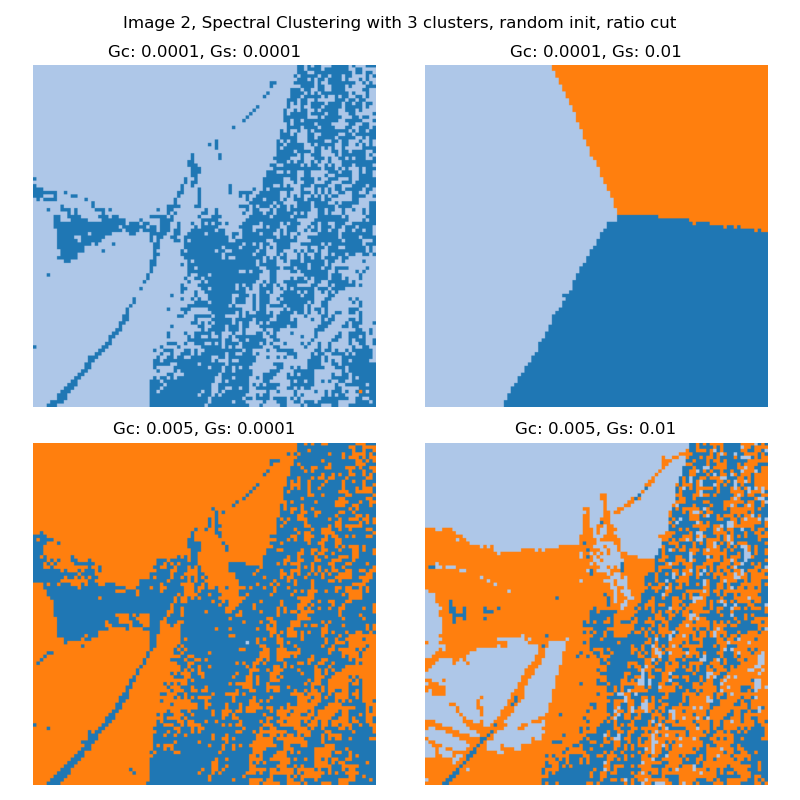 Image 2, Spectral Clustering with 3 clusters, random init, ratio cut
Gc: 0.0001, Gs: 0.0001
Gc: 0.0001, Gs: 0.01
Gc: 0.005, Gs: 0.0001
Gc: 0.005, Gs: 0.01